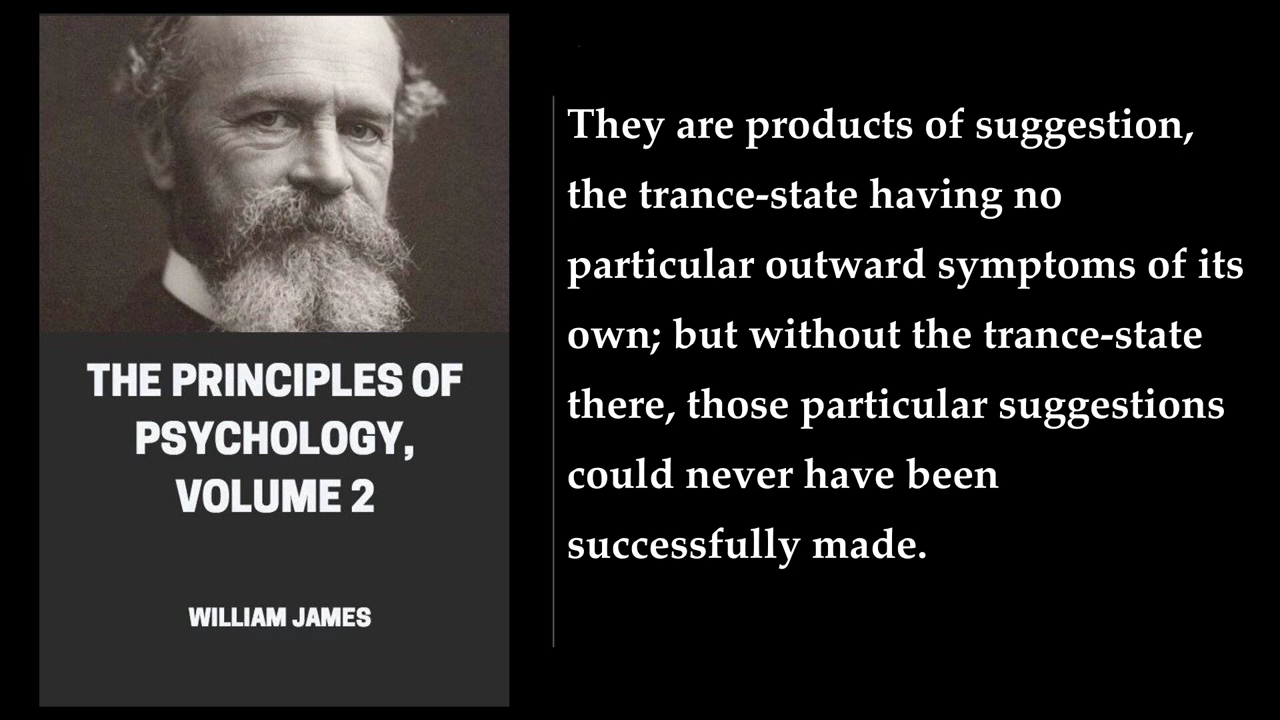 THE PRINCIPLES OF
PSYCHOLOGY,
VOLUME 2
WILLIAM JAMES
They are products of suggestion,
the trance-state having no
particular outward symptoms of its
own; but without the trance-state
there, those particular suggestions
could never have been
successfully made.